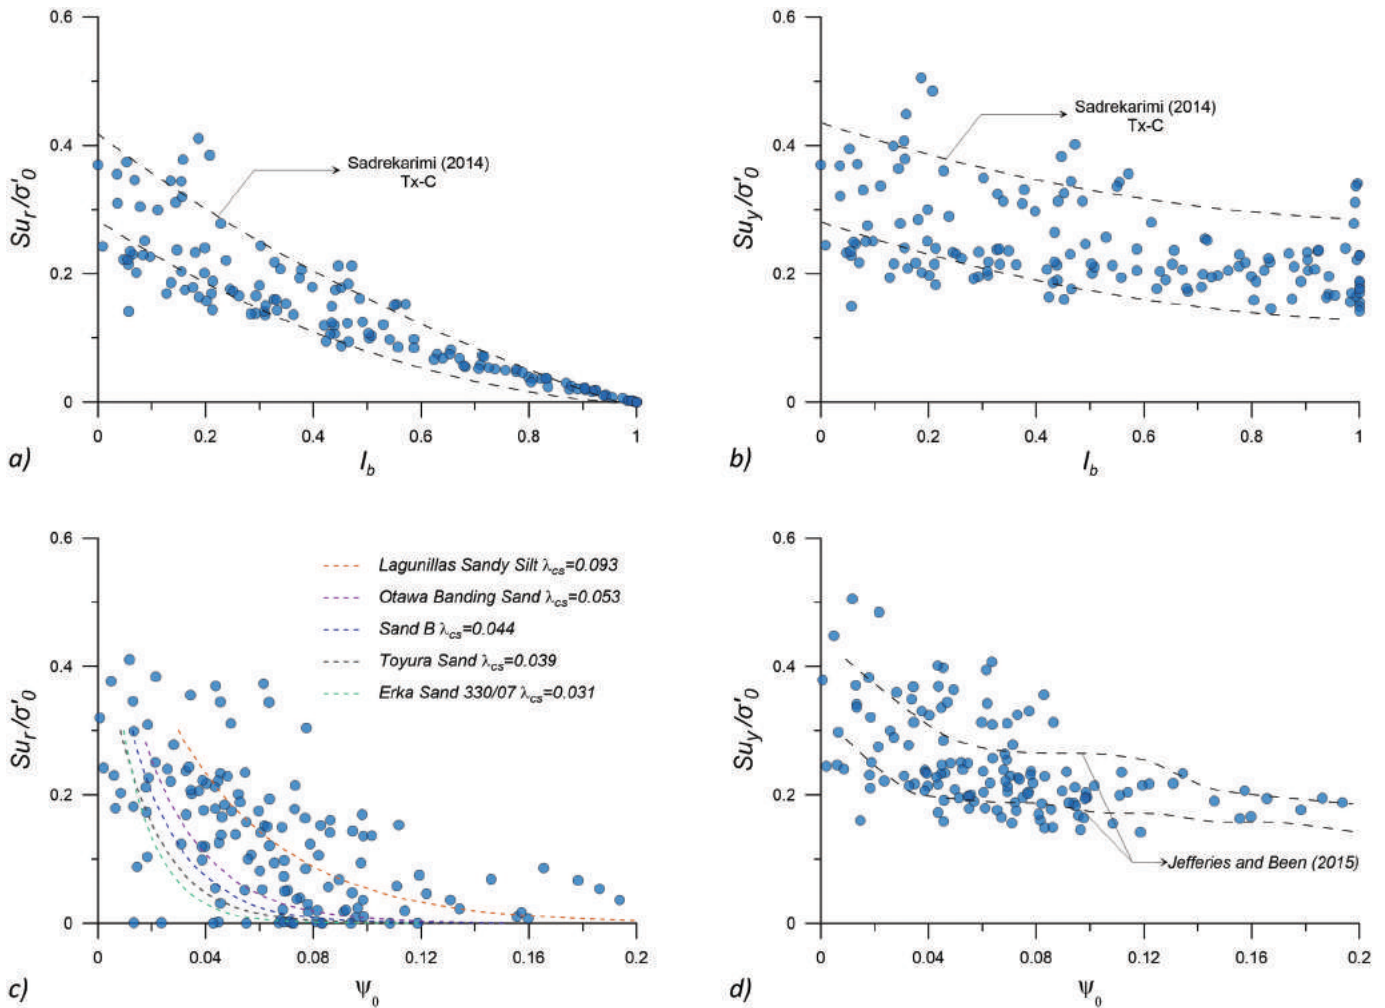 0.6
0.4
0.2
0
Su_r/σ'_0
Sadrekarimi (2014)
Tx-C
0 0.2 0.4 0.6 0.8 1
I_b
a)
0.6
0.4
0.2
0
Su_y/σ'_0
Sadrekarimi (2014)
Tx-C
0 0.2 0.4 0.6 0.8 1
I_b
b)
0.6
0.4
0.2
0
Su_r/σ'_0
Lagunillas Sandy Silt λ_cs=0.093
Otawa Banding Sand λ_cs=0.053
Sand B λ_cs=0.044
Toyura Sand λ_cs=0.039
Erka Sand 330/07 λ_cs=0.031
0 0.04 0.08 0.12 0.16 0.2
Ψ_0
c)
0.6
0.4
0.2
0
Su_y/σ'_0
Jefferies and Been (2015)
0 0.04 0.08 0.12 0.16 0.2
Ψ_0
d)